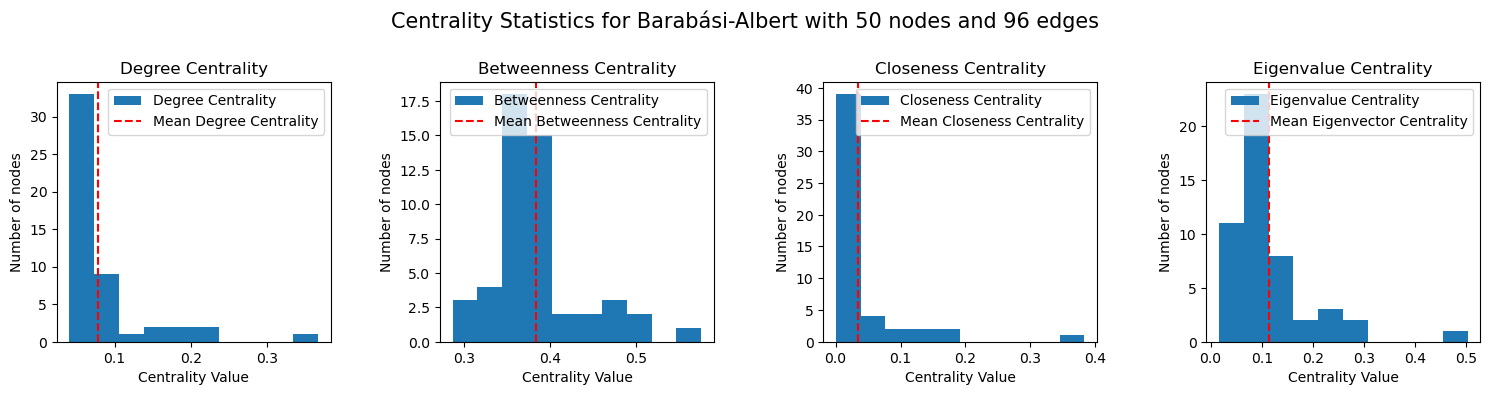 Centrality Statistics for Barabási-Albert with 50 nodes and 96 edges
Degree Centrality
Degree Centrality
Mean Degree Centrality
Number of nodes
30
25
20
15
10
5
0
0.1
0.2
0.3
Centrality Value
Betweenness Centrality
Betweenness Centrality
Mean Betweenness Centrality
Number of nodes
17.5
15.0
12.5
10.0
7.5
5.0
2.5
0.0
0.3
0.4
0.5
Centrality Value
Closeness Centrality
Closeness Centrality
Mean Closeness Centrality
Number of nodes
40
35
30
25
20
15
10
5
0
0.0
0.1
0.2
0.3
0.4
Centrality Value
Eigenvalue Centrality
Eigenvalue Centrality
Mean Eigenvector Centrality
Number of nodes
20
15
10
5
0
0.0
0.1
0.2
0.3
0.4
0.5
Centrality Value